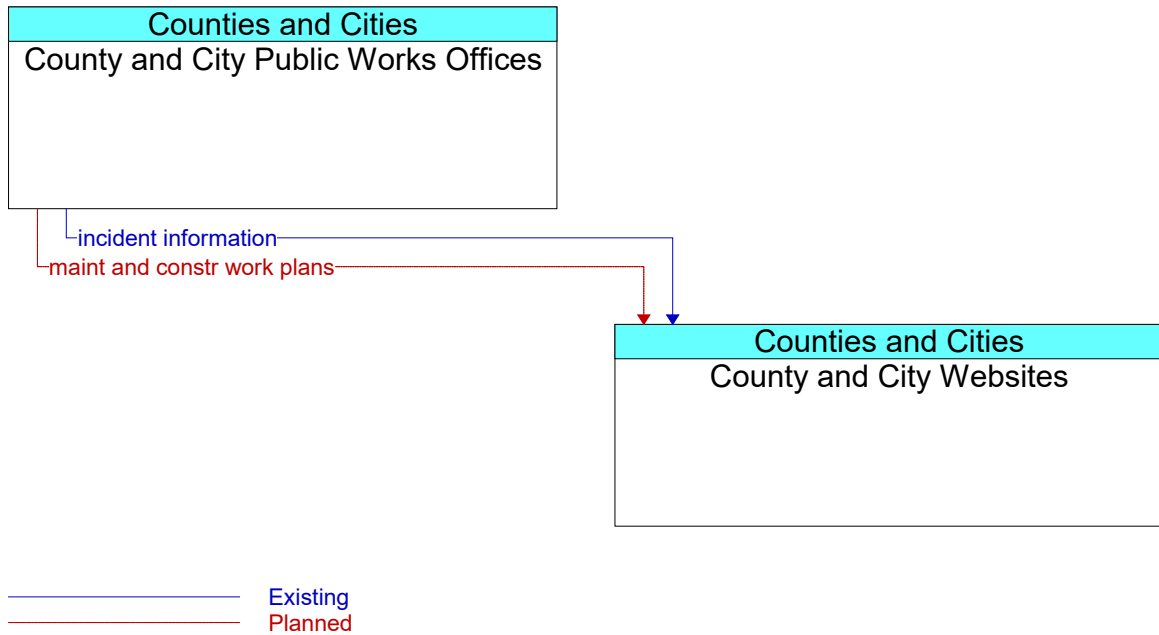 Counties and Cities
County and City Public Works Offices
incident information
maint and constr work plans
Counties and Cities
County and City Websites
Existing
Planned